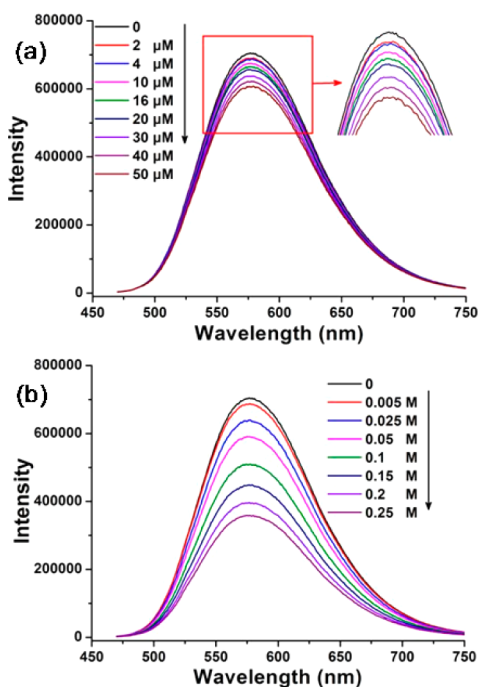 (a)
0
2 μM
4 μM
10 μM
16 μM
20 μM
30 μM
40 μM
50 μM
800000
600000
400000
200000
0
Intensity
450 500 550 600 650 700 750
Wavelength (nm)
(b)
0
0.005 M
0.025 M
0.05 M
0.1 M
0.15 M
0.2 M
0.25 M
800000
600000
400000
200000
0
Intensity
450 500 550 600 650 700 750
Wavelength (nm)